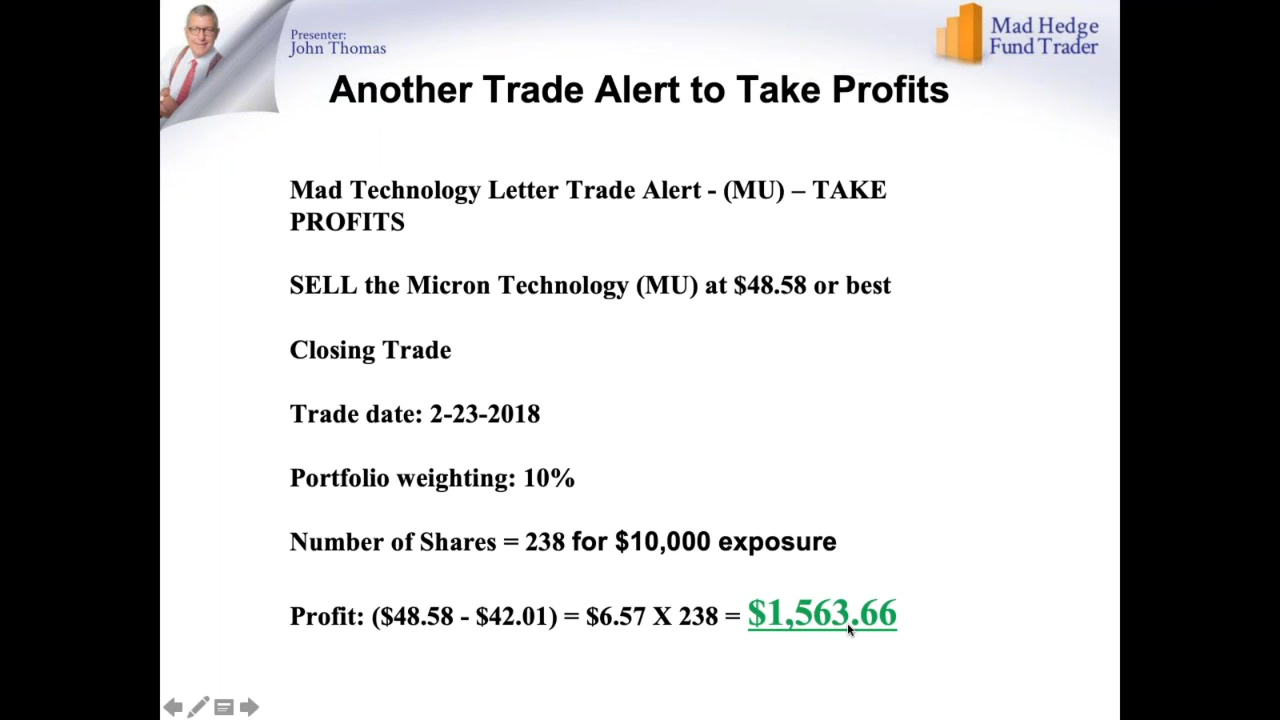 Presenter:
John Thomas
Mad Hedge
Fund Trader
Another Trade Alert to Take Profits
Mad Technology Letter Trade Alert - (MU) – TAKE
PROFITS
SELL the Micron Technology (MU) at $48.58 or best
Closing Trade
Trade date: 2-23-2018
Portfolio weighting: 10%
Number of Shares = 238 for $10,000 exposure
Profit: ($48.58 - $42.01) = $6.57 X 238 = $1,563.66